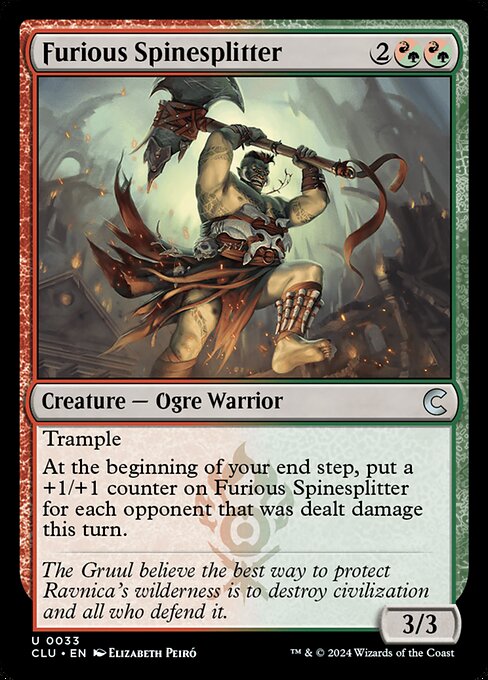 Furious Spinesplitter 2
Creature — Ogre Warrior
Trample
At the beginning of your end step, put a
+1/+1 counter on Furious Spinesplitter
for each opponent that was dealt damage
this turn.
The Gruul believe the best way to protect
Ravnica's wilderness is to destroy civilization
and all who defend it.
3/3
U 0033
CLU • EN Elizabeth Peiró
™ & © 2024 Wizards of the Coast